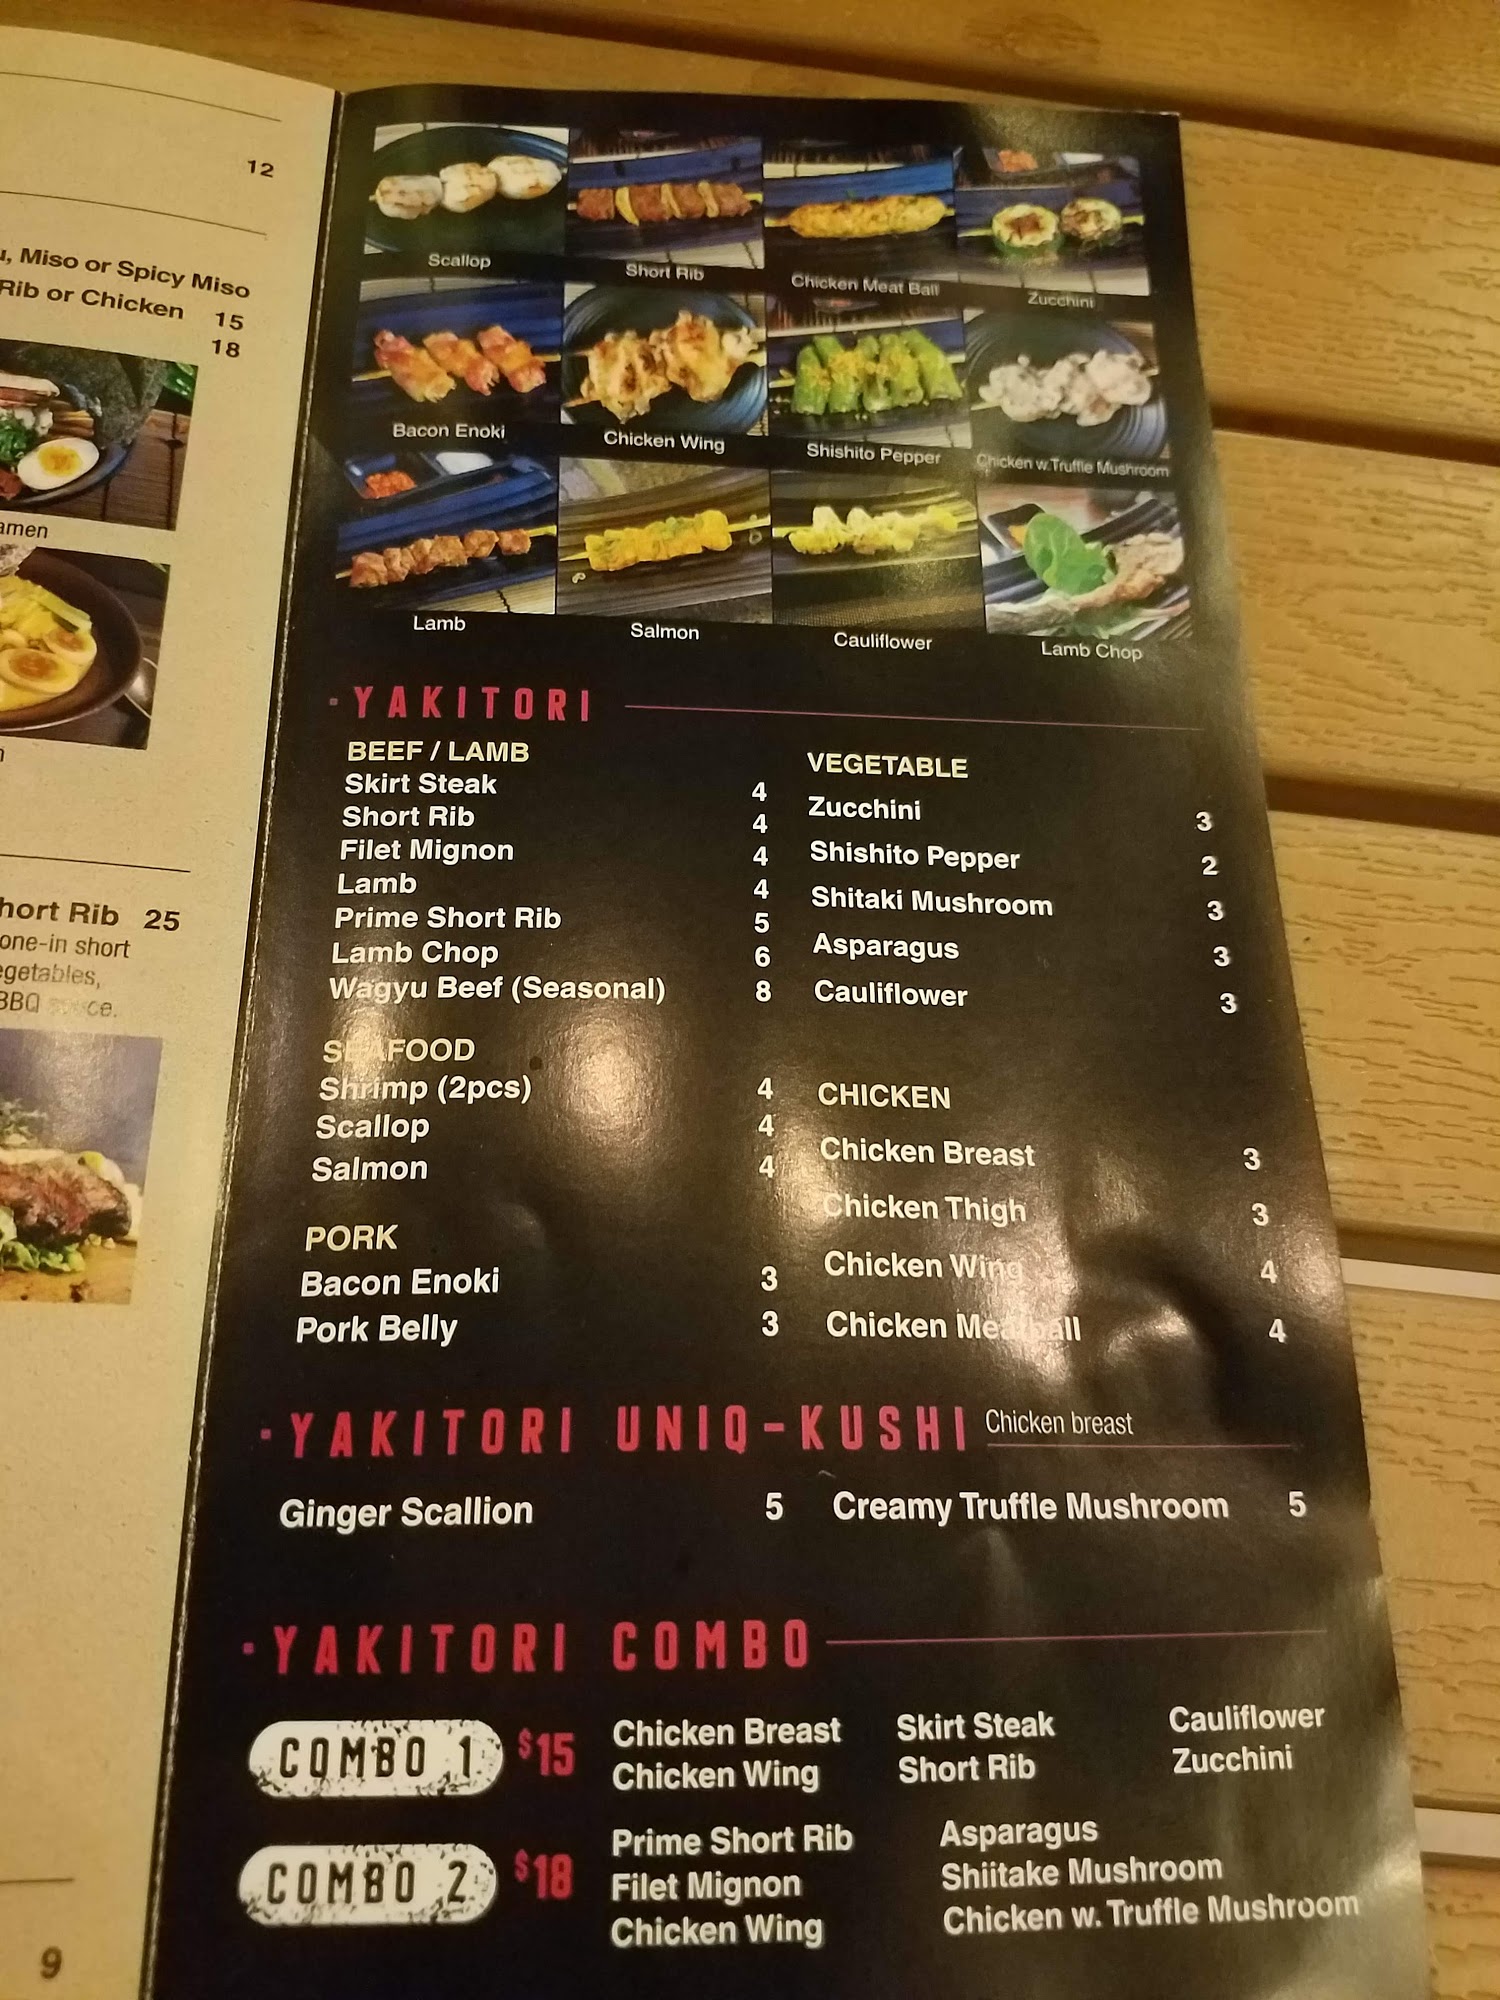 12
Miso or Spicy Miso
Rib or Chicken 15
18
hort Rib 25
one-in short
BBQ
9
Scallop
Short Rib
Chicken Meat Ball
Zucchini
Bacon Enoki
Chicken Wing
Shishito Pepper
Chicken w.Truffle Mushroom
Lamb
Salmon
Cauliflower
Lamb Chop
YAKITORI
BEEF / LAMB
Skirt Steak 4
Short Rib 4
Filet Mignon 4
Lamb 4
Prime Short Rib 5
Lamb Chop 6
Wagyu Beef (Seasonal) 8
SEAFOOD
Shrimp (2pcs) 4
Scallop 4
Salmon 4
PORK
Bacon Enoki 3
Pork Belly 3
VEGETABLE
Zucchini 3
Shishito Pepper 2
Shitaki Mushroom 3
Asparagus 3
Cauliflower 3
CHICKEN
Chicken Breast 3
Chicken Thigh 3
Chicken Wing 4
Chicken Meatball 4
YAKITORI UNIQ-KUSHI Chicken breast
Ginger Scallion 5 Creamy Truffle Mushroom 5
YAKITORI COMBO
COMBO 1 $15
Chicken Breast Skirt Steak Cauliflower
Chicken Wing Short Rib Zucchini
COMBO 2 $18
Prime Short Rib Asparagus
Filet Mignon Shiitake Mushroom
Chicken Wing Chicken w. Truffle Mushroom